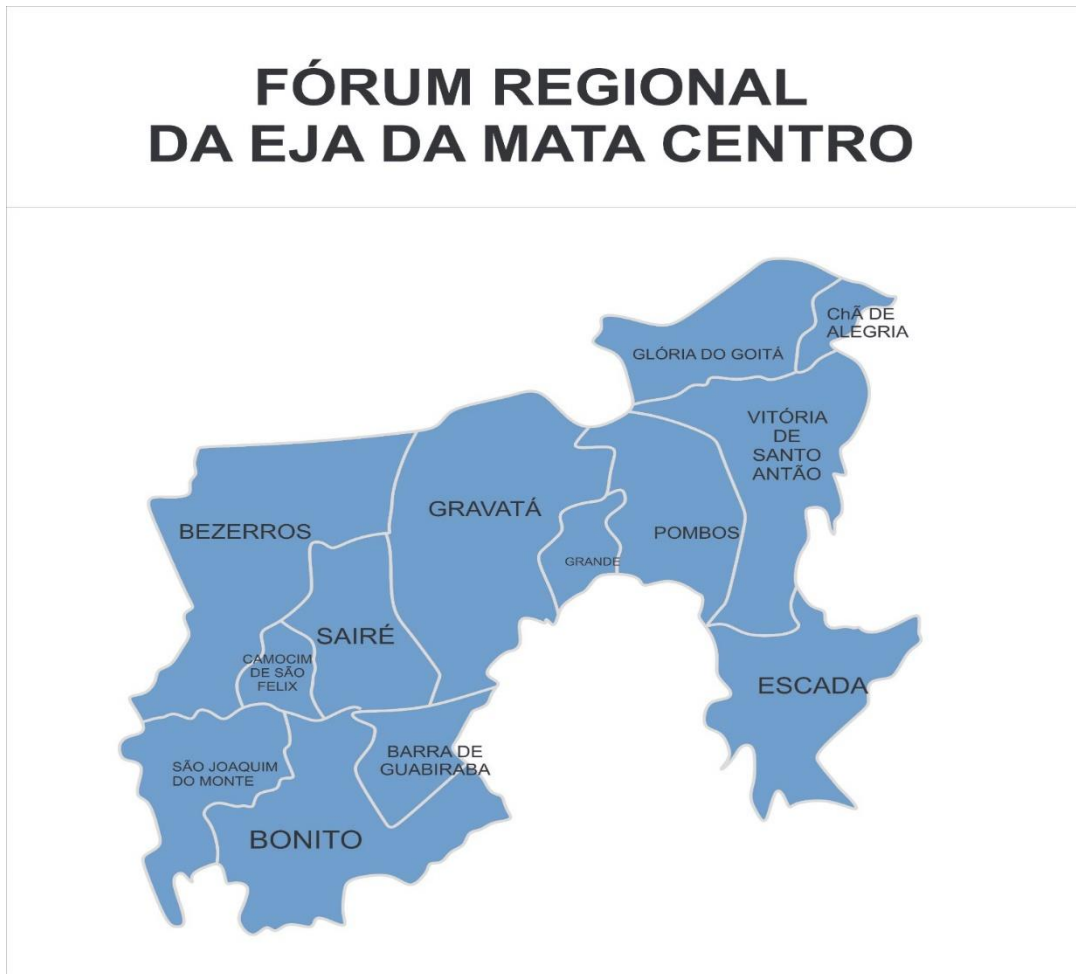 FÓRUM REGIONAL
DA EJA DA MATA CENTRO
ChÃ DE
ALEGRIA
GLÓRIA DO GOITÁ
VITÓRIA
DE
SANTO
ANTÃO
GRAVATÁ
BEZERROS
POMBOS
GRANDE
SAIRÉ
CAMOCIM
DE SÃO
FELIX
ESCADA
SÃO JOAQUIM
DO MONTE
BARRA DE
GUABIRABA
BONITO